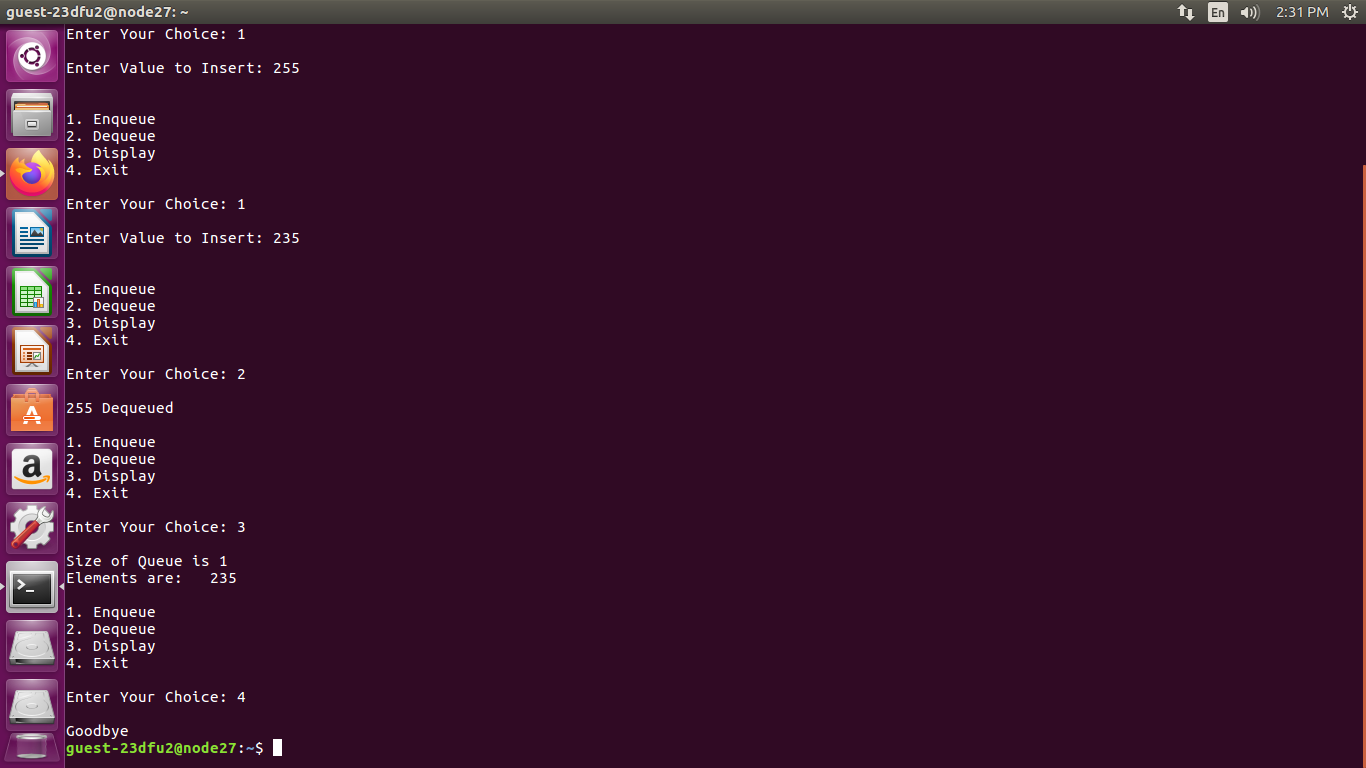 guest-23dfu2@node27: ~
En
2:31 PM
Enter Your Choice: 1
Enter Value to Insert: 255
1. Enqueue
2. Dequeue
3. Display
4. Exit
Enter Your Choice: 1
Enter Value to Insert: 235
1. Enqueue
2. Dequeue
3. Display
4. Exit
Enter Your Choice: 2
255 Dequeued
1. Enqueue
2. Dequeue
3. Display
4. Exit
Enter Your Choice: 3
Size of Queue is 1
Elements are:   235
1. Enqueue
2. Dequeue
3. Display
4. Exit
Enter Your Choice: 4
Goodbye
guest-23dfu2@node27:~$